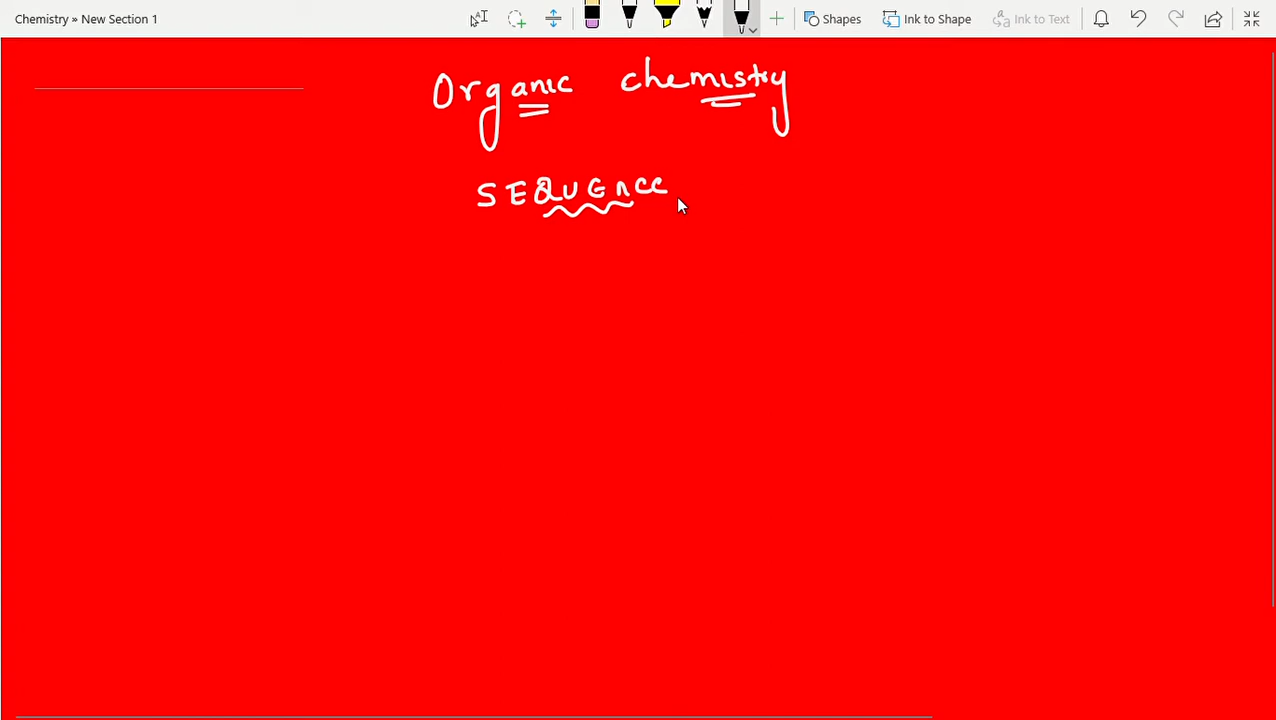 Chemistry » New Section 1
Shapes
Ink to Shape
Ink to Text
Organic chemistry
SEQUENCE